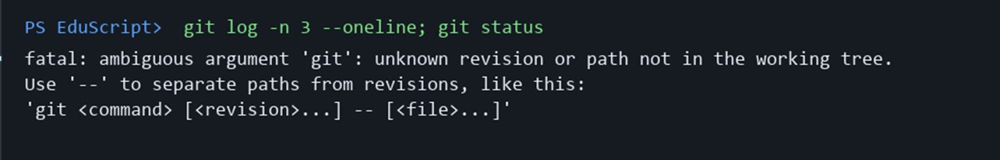 PS EduScript>  git log -n 3 --oneline; git status
fatal: ambiguous argument 'git': unknown revision or path not in the working tree.
Use '--' to separate paths from revisions, like this:
'git <command> [<revision>...] -- [<file>...]'